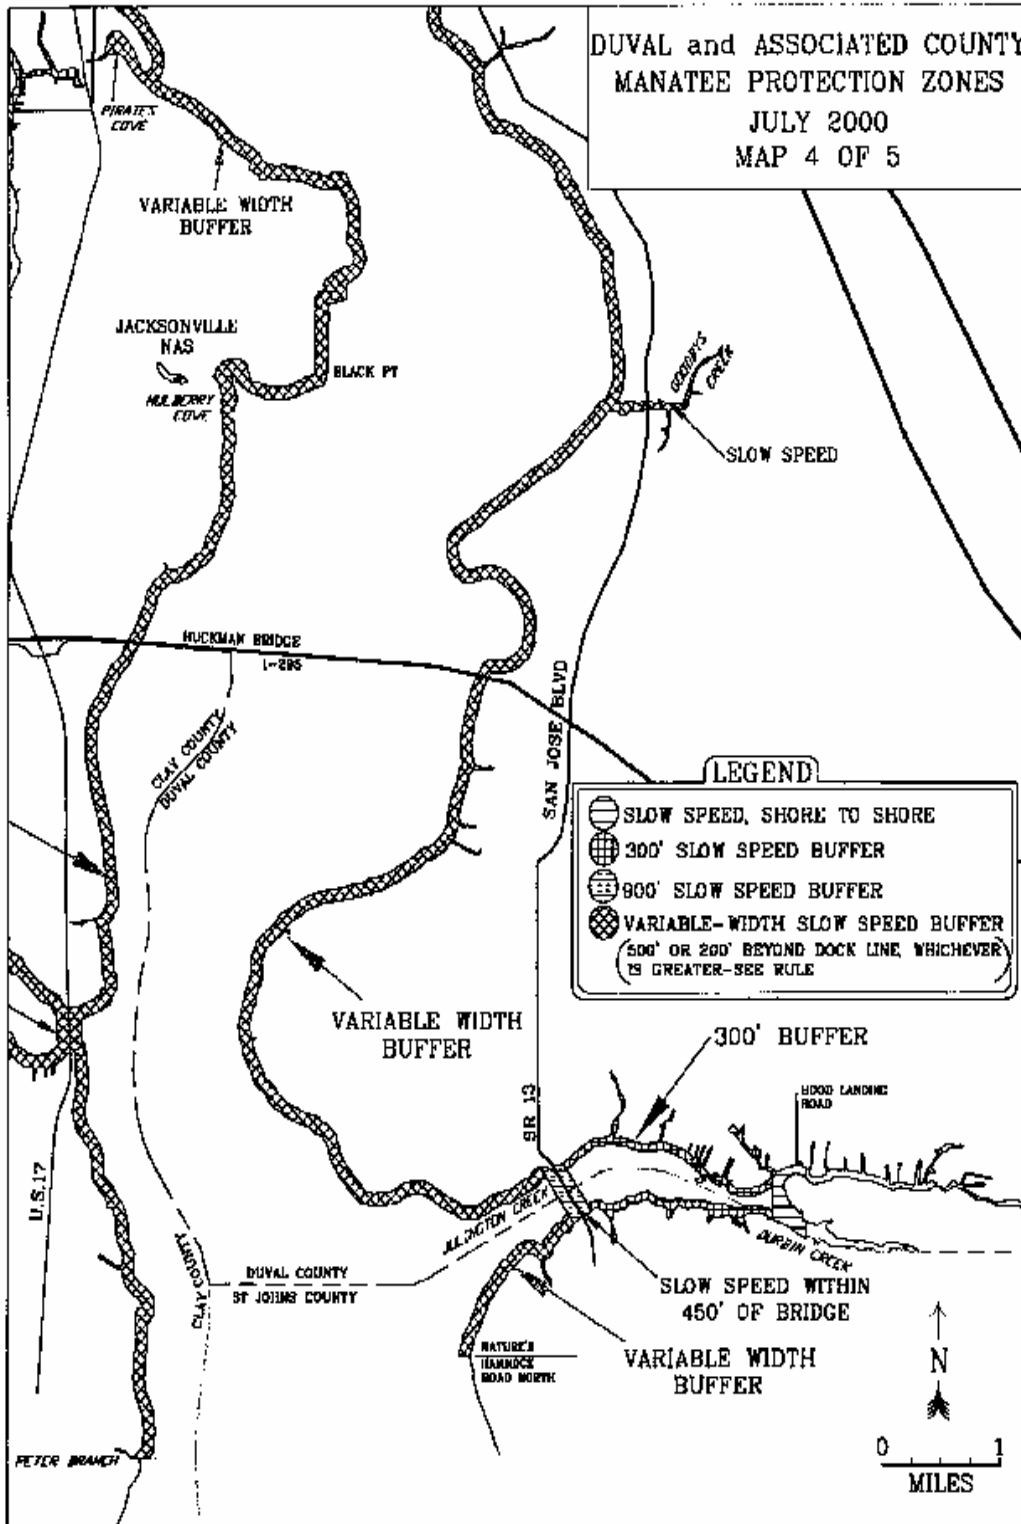 DUVAL and ASSOCIATED COUNTY
MANATEE PROTECTION ZONES
JULY 2000
MAP 4 OF 5
PIRATES
COVE
VARIABLE WIDTH
BUFFER
JACKSONVILLE
NAS
MULBERRY
COVE
BLACK PT
GOODBYS
CREEK
SLOW SPEED
BUCKMAN BRIDGE
I-295
CLAY COUNTY
DUVAL COUNTY
SAN JOSE BLVD
LEGEND
SLOW SPEED, SHORE TO SHORE
300' SLOW SPEED BUFFER
900' SLOW SPEED BUFFER
VARIABLE-WIDTH SLOW SPEED BUFFER
(500' OR 200' BEYOND DOCK LINE, WHICHEVER
IS GREATER-SEE RULE)
VARIABLE WIDTH
BUFFER
300' BUFFER
HOOD LANDING
ROAD
SR 13
U.S.17
JULINGTON CREEK
DURBIN CREEK
CLAY COUNTY
DUVAL COUNTY
ST JOHNS COUNTY
SLOW SPEED WITHIN
450' OF BRIDGE
NATURE'S
HAMMOCK
ROAD NORTH
VARIABLE WIDTH
BUFFER
PETER BRANCH
N
0 1
MILES